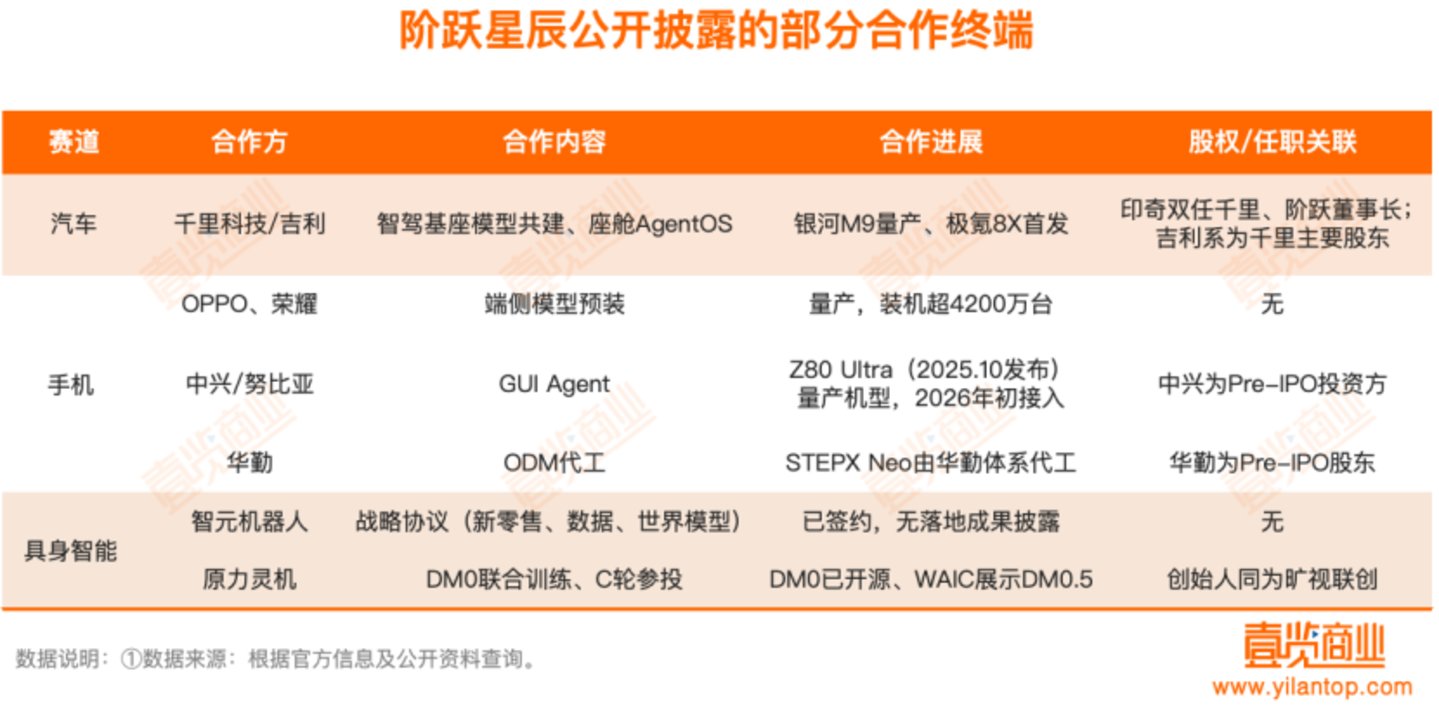 阶跃星辰公开披露的部分合作终端
赛道 合作方 合作内容 合作进展 股权/任职关联
汽车 千里科技/吉利 智驾基座模型共建、座舱AgentOS 银河M9量产、极氪8X首发 印奇双任千里、阶跃董事长；
吉利系为千里主要股东
OPPO、荣耀 端侧模型预装 量产，装机超4200万台 无
手机 中兴/努比亚 GUI Agent Z80 Ultra（2025.10发布） 中兴为Pre-IPO投资方
量产机型，2026年初接入
华勤 ODM代工 STEPX Neo由华勤体系代工 华勤为Pre-IPO股东
具身智能 智元机器人 战略协议（新零售、数据、世界模型） 已签约，无落地成果披露 无
原力灵机 DM0联合训练、C轮参投 DM0已开源、WAIC展示DM0.5 创始人同为旷视联创
数据说明：①数据来源：根据官方信息及公开资料查询。
壹览商业
www.yilantop.com